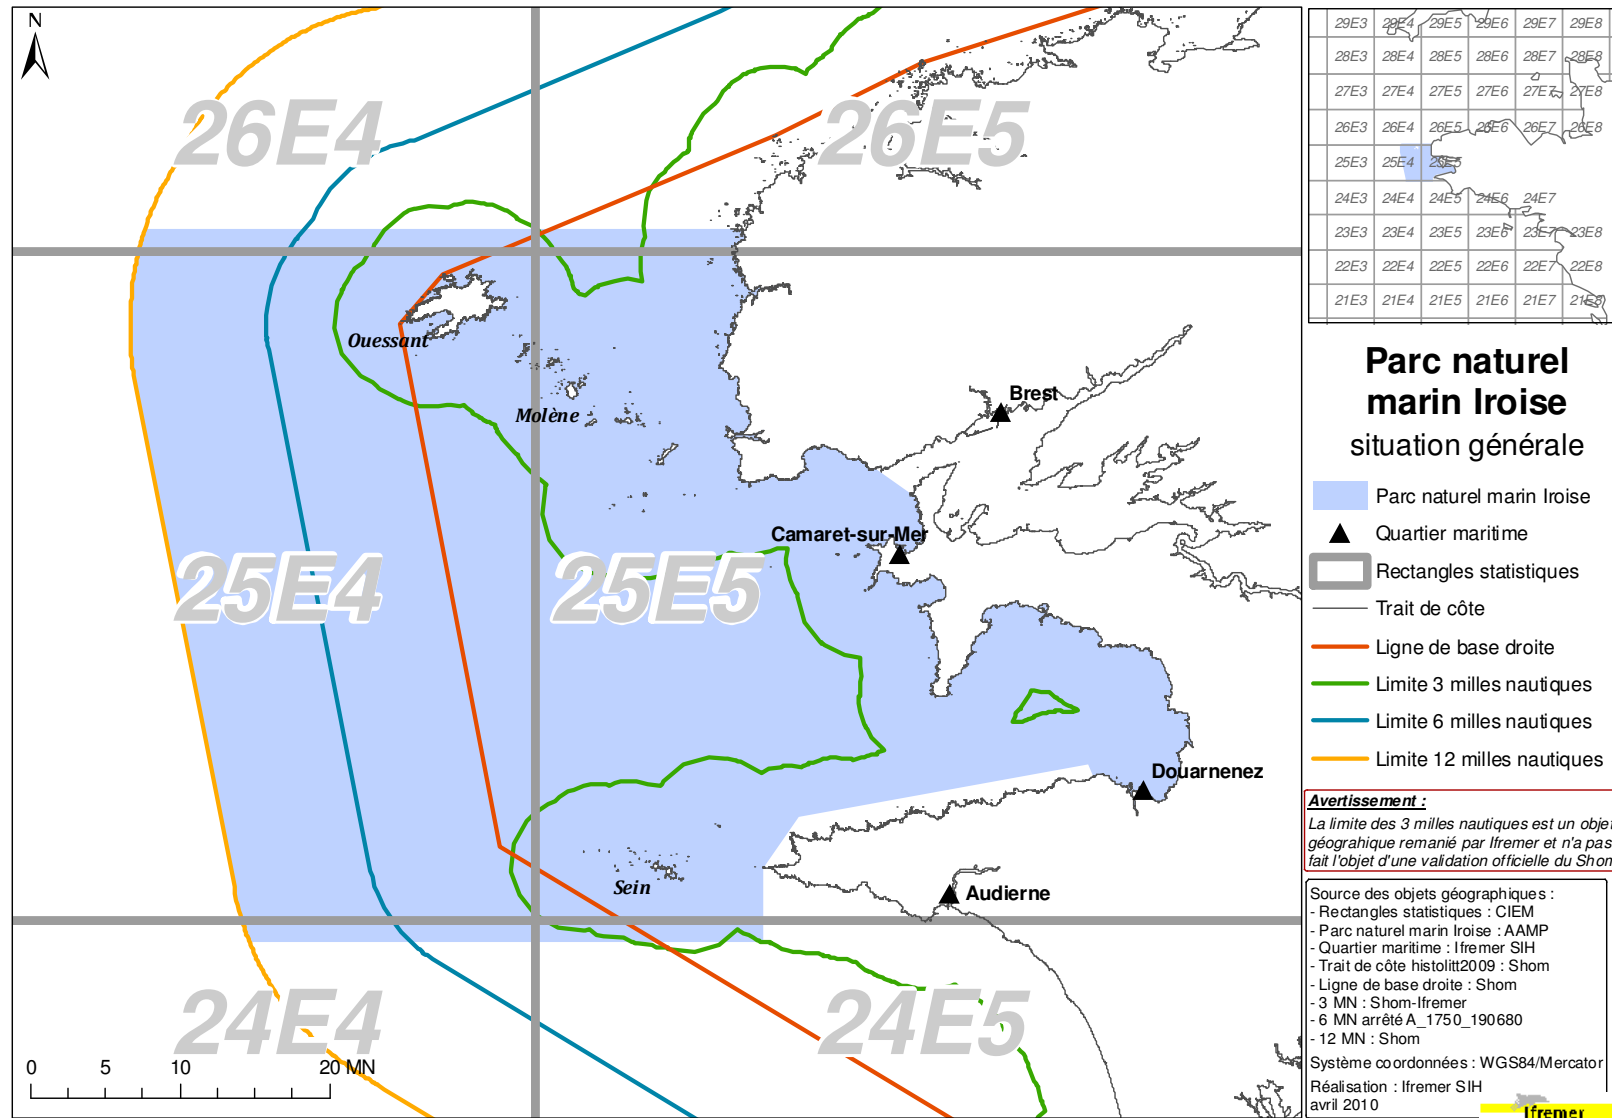 N
26E4
26E5
Ouessant
Molène
Brest
Camaret-sur-Mer
25E4
25E5
Douarnenez
Sein
Audierne
24E4
24E5
0 5 10 20 MN
29E3 29E4 29E5 29E6 29E7 29E8
28E3 28E4 28E5 28E6 28E7 28E8
27E3 27E4 27E5 27E6 27E7 27E8
26E3 26E4 26E5 26E6 26E7 26E8
25E3 25E4 25E5
24E3 24E4 24E5 24E6 24E7
23E3 23E4 23E5 23E6 23E7 23E8
22E3 22E4 22E5 22E6 22E7 22E8
21E3 21E4 21E5 21E6 21E7 21E8
Parc naturel
marin Iroise
situation générale
Parc naturel marin Iroise
Quartier maritime
Rectangles statistiques
Trait de côte
Ligne de base droite
Limite 3 milles nautiques
Limite 6 milles nautiques
Limite 12 milles nautiques
Avertissement :
La limite des 3 milles nautiques est un objet
géograhique remanié par Ifremer et n'a pas
fait l'objet d'une validation officielle du Shom
Source des objets géographiques :
- Rectangles statistiques : CIEM
- Parc naturel marin Iroise : AAMP
- Quartier maritime : Ifremer SIH
- Trait de côte histolitt2009 : Shom
- Ligne de base droite : Shom
- 3 MN : Shom-Ifremer
- 6 MN arrêté A_1750_190680
- 12 MN : Shom
Système coordonnées : WGS84/Mercator
Réalisation : Ifremer SIH
avril 2010
Ifremer